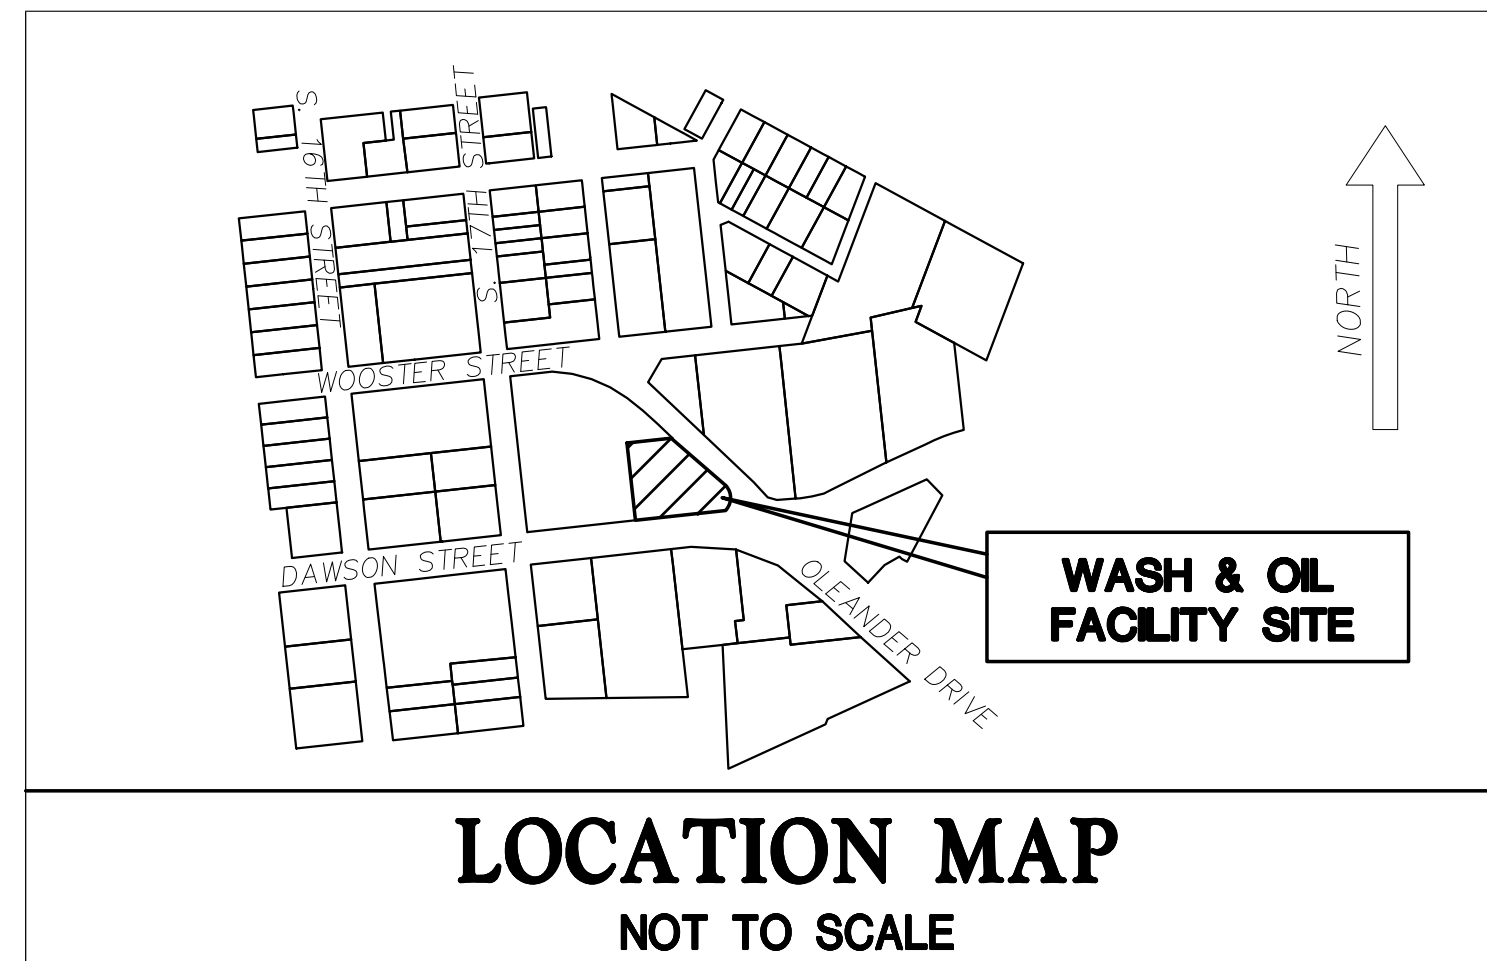 S. 16TH STREET
S. 17TH STREET
NORTH
WOOSTER STREET
DAWSON STREET
OLEANDER DRIVE
WASH & OIL
FACILITY SITE
LOCATION MAP
NOT TO SCALE